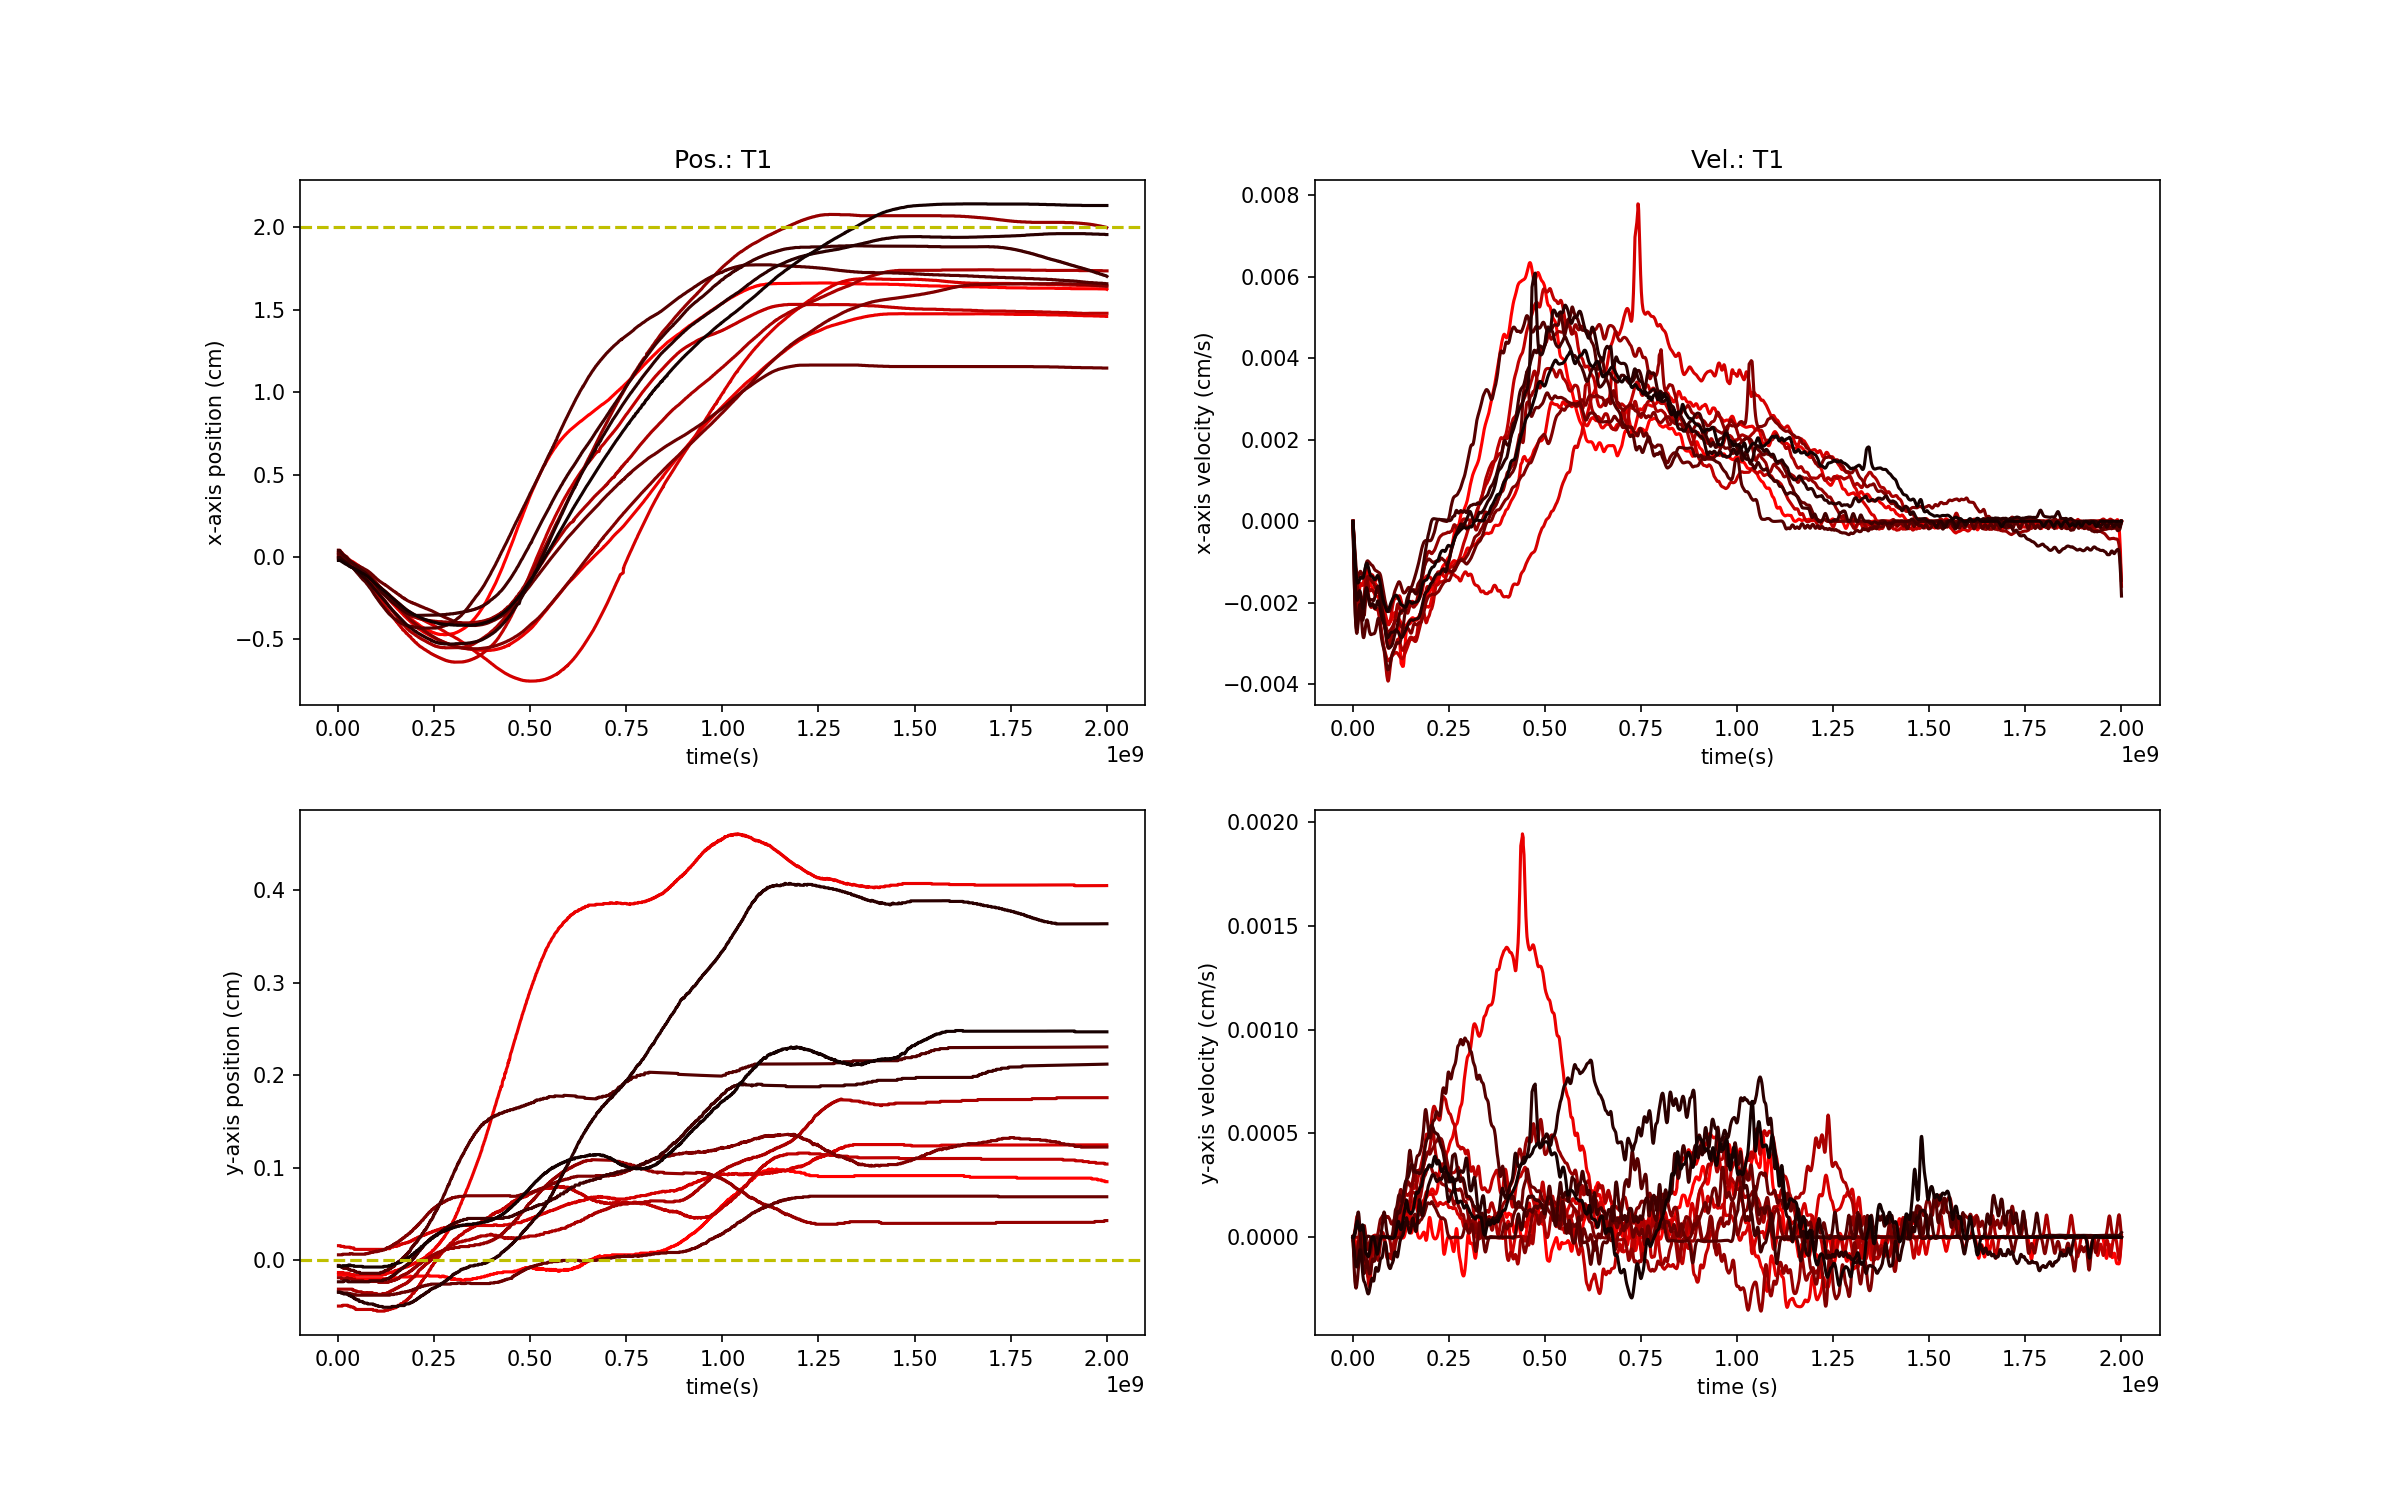 Pos.: T1
2.0
1.5
1.0
0.5
0.0
−0.5
x-axis position (cm)
0.00 0.25 0.50 0.75 1.00 1.25 1.50 1.75 2.00
time(s)
1e9
Vel.: T1
0.008
0.006
0.004
0.002
0.000
−0.002
−0.004
x-axis velocity (cm/s)
0.00 0.25 0.50 0.75 1.00 1.25 1.50 1.75 2.00
time(s)
1e9
0.4
0.3
0.2
0.1
0.0
y-axis position (cm)
0.00 0.25 0.50 0.75 1.00 1.25 1.50 1.75 2.00
time(s)
1e9
0.0020
0.0015
0.0010
0.0005
0.0000
y-axis velocity (cm/s)
0.00 0.25 0.50 0.75 1.00 1.25 1.50 1.75 2.00
time (s)
1e9